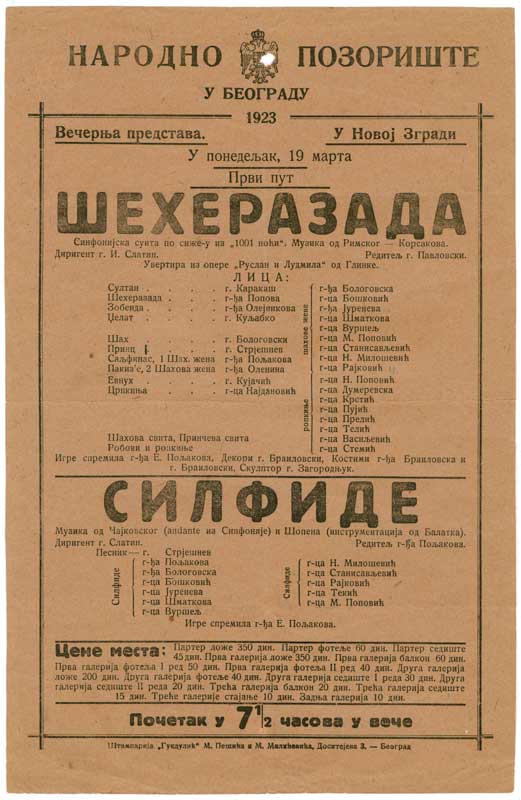 НАРОДНО ПОЗОРИШТЕ
У БЕОГРАДУ
1923
Вечерња представа. У Новој Згради
У понедељак, 19 марта
Први пут
ШЕХЕРАЗАДА
Синфонијска суита по сиже-у из „1001 ноћи“. Музика од Римског — Корсакова.
Диригент г. И. Слатин. Редитељ г. Павловски.
Увертира из опере „Руслан и Људмила“ од Глинке.
ЛИЦА:
Султан . . . . г. Каракаш
Шехеразада . . . . г-ђа Попова
Зобеида . . . . г-ђа Олејникова
Џелат . . . . г. Куљабко
Шах . . . . г. Бологовски
Принц . . . . г. Стрјешнев
Саљфинас, 1 Шах. жена г-ђа Пољакова
Пакиз'е, 2 Шахова жена г-ђа Оленина
Евнух . . . . г. Кујачић
Црпкиња . . . . г-ца Најдановић
Шахова свита, Принчева свита
Робови и ропкиње
шахове жене
г-ђа Бологовска
г-ца Бошковић
г-ђа Јуренева
г-ца Шматкова
г-ца Вуршељ
г-ца М. Поповић
г-ца Станисављевић
г-ца Н. Милошевић
г-ца Рајковић
ропкиње
г-ца Н. Поповић
г-ца Думеревска
г-ца Крстић
г-ца Пујић
г-ца Прелић
г-ца Телић
г-ца Васиљевић
г-ца Стемић
Игре спремила г-ђа Е. Пољакова, Декори г. Браиловски, Костими г-ђа Браиловска и
г. Браиловски, Скулптор г. Загородњук.
СИЛФИДЕ
Музика од Чајковског (andante из Синфоније) и Шопена (инструментација од Балатка).
Диригент г. Слатин. Редитељ г-ђа Пољакова.
Песник — г. Стрјешнев
Силфиде
г-ђа Пољакова
г-ђа Бологовска
г-ца Бошковић
г-ца Јуренева
г-ца Шматкова
г-ца Вуршељ
Силфиде
г-ца Н. Милошевић
г-ца Станисављевић
г-ца Рајковић
г-ца Текић
г-ца М. Поповић
Игре спремила г-ђа Е. Пољакова.
Цене места: Партер ложе 350 дин. Партер фотеље 60 дин. Партер седиште
45 дин. Прва галерија ложе 350 дин. Прва галерија балкон 60 дин.
Прва галерија фотеља I ред 50 дин. Прва галерија фотеља II ред 40 дин. Друга галерија
ложе 200 дин. Друга галерија фотеље 40 дин. Друга галерија седиште I реда 30 дин. Друга
галерија седиште II реда 20 дин. Трећа галерија балкон 20 дин. Трећа галерија седиште
15 дин. Треће галерије стајање 10 дин. Задња галерија 10 дин.
Почетак у 7 1/2 часова у вече
Штампарија „Гундулић“ М. Пешића и М. Милићевића, Доситејева 3. — Београд